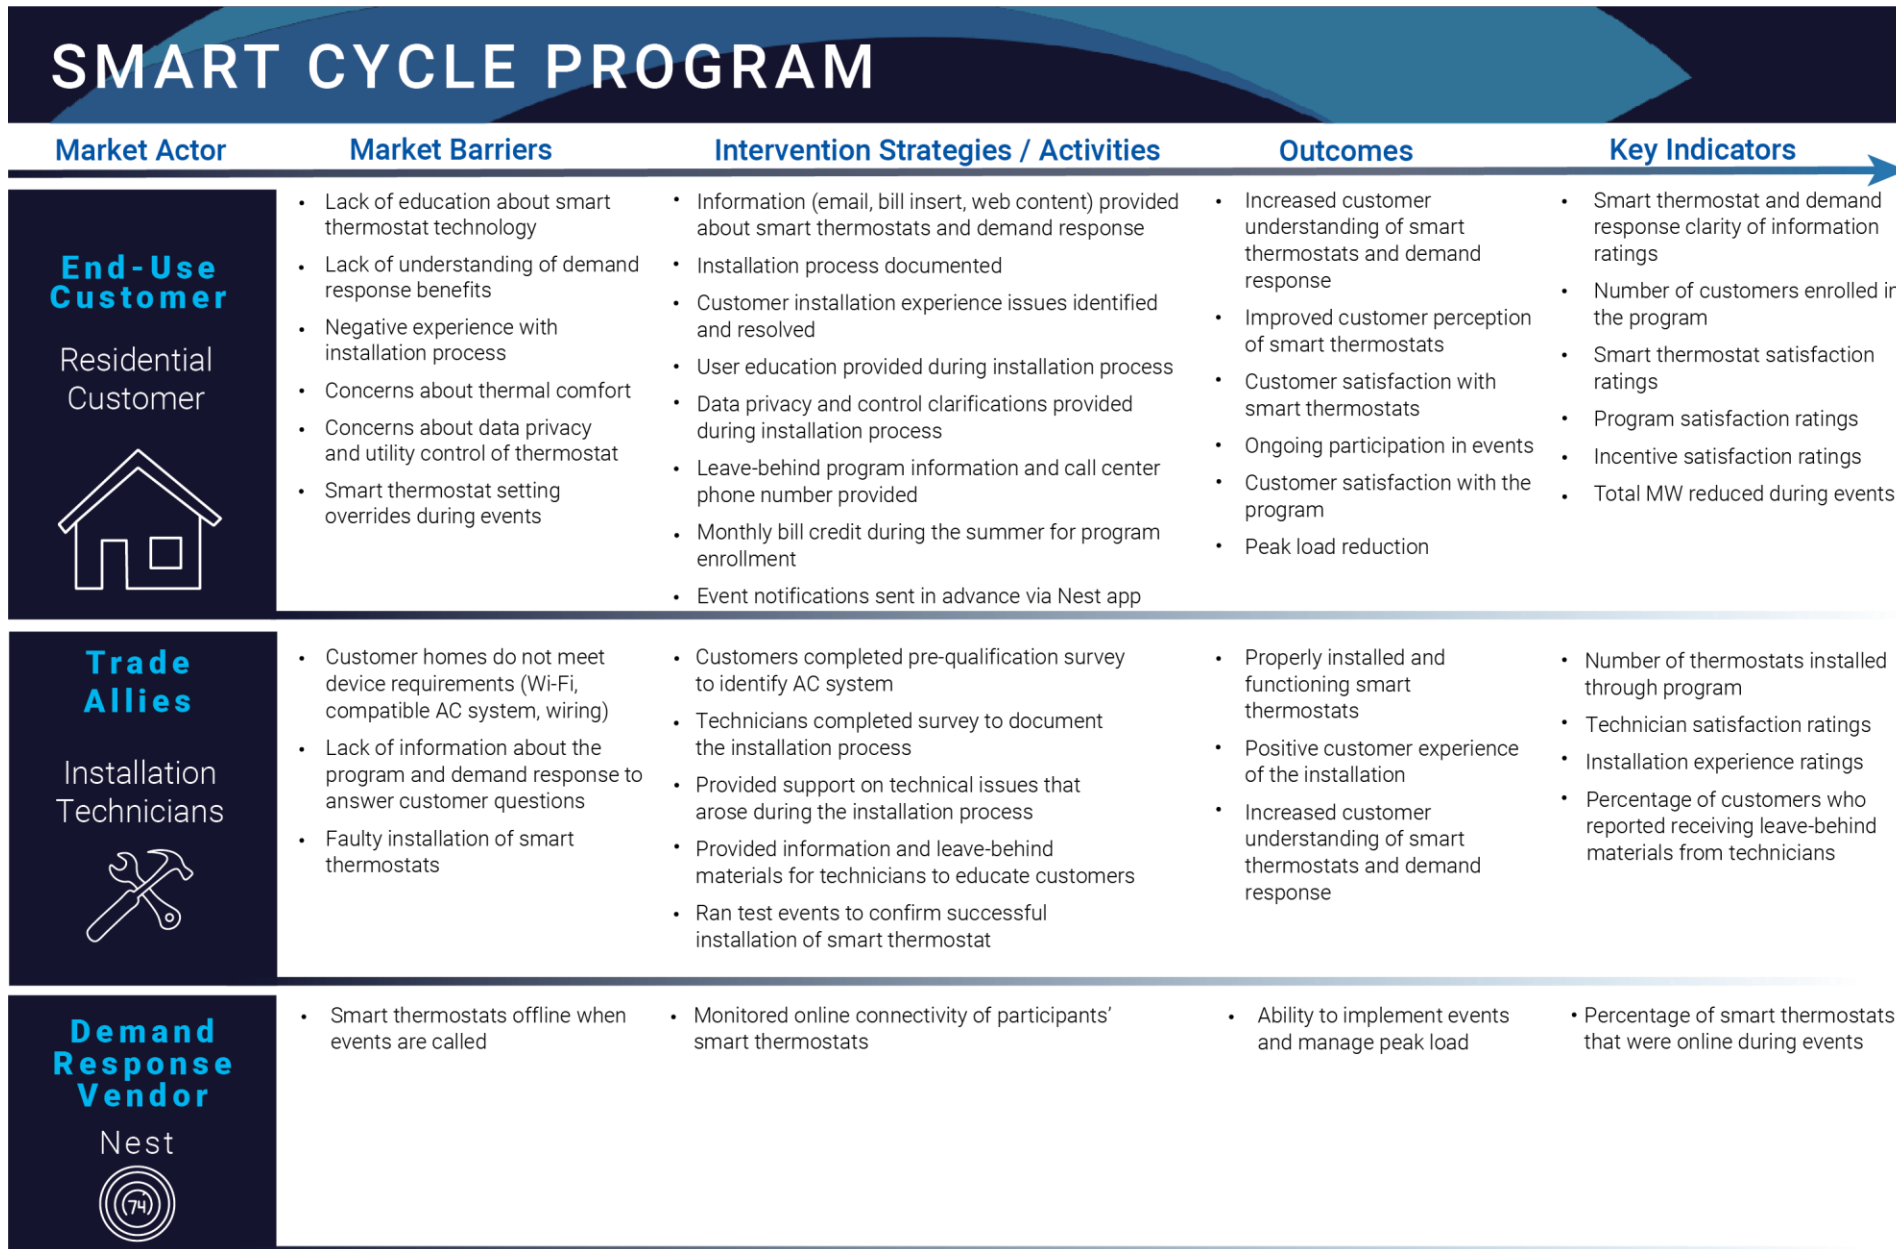 SMART CYCLE PROGRAM
Market Actor
Market Barriers
Intervention Strategies / Activities
Outcomes
Key Indicators
End-Use
Customer
Residential
Customer
• Lack of education about smart
thermostat technology
• Lack of understanding of demand
response benefits
• Negative experience with
installation process
• Concerns about thermal comfort
• Concerns about data privacy
and utility control of thermostat
• Smart thermostat setting
overrides during events
• Information (email, bill insert, web content) provided
about smart thermostats and demand response
• Installation process documented
• Customer installation experience issues identified
and resolved
• User education provided during installation process
• Data privacy and control clarifications provided
during installation process
• Leave-behind program information and call center
phone number provided
• Monthly bill credit during the summer for program
enrollment
• Event notifications sent in advance via Nest app
• Increased customer
understanding of smart
thermostats and demand
response
• Improved customer perception
of smart thermostats
• Customer satisfaction with
smart thermostats
• Ongoing participation in events
• Customer satisfaction with the
program
• Peak load reduction
• Smart thermostat and demand
response clarity of information
ratings
• Number of customers enrolled in
the program
• Smart thermostat satisfaction
ratings
• Program satisfaction ratings
• Incentive satisfaction ratings
• Total MW reduced during events
Trade
Allies
Installation
Technicians
• Customer homes do not meet
device requirements (Wi-Fi,
compatible AC system, wiring)
• Lack of information about the
program and demand response to
answer customer questions
• Faulty installation of smart
thermostats
• Customers completed pre-qualification survey
to identify AC system
• Technicians completed survey to document
the installation process
• Provided support on technical issues that
arose during the installation process
• Provided information and leave-behind
materials for technicians to educate customers
• Ran test events to confirm successful
installation of smart thermostat
• Properly installed and
functioning smart
thermostats
• Positive customer experience
of the installation
• Increased customer
understanding of smart
thermostats and demand
response
• Number of thermostats installed
through program
• Technician satisfaction ratings
• Installation experience ratings
• Percentage of customers who
reported receiving leave-behind
materials from technicians
Demand
Response
Vendor
Nest
74
• Smart thermostats offline when
events are called
• Monitored online connectivity of participants’
smart thermostats
• Ability to implement events
and manage peak load
• Percentage of smart thermostats
that were online during events